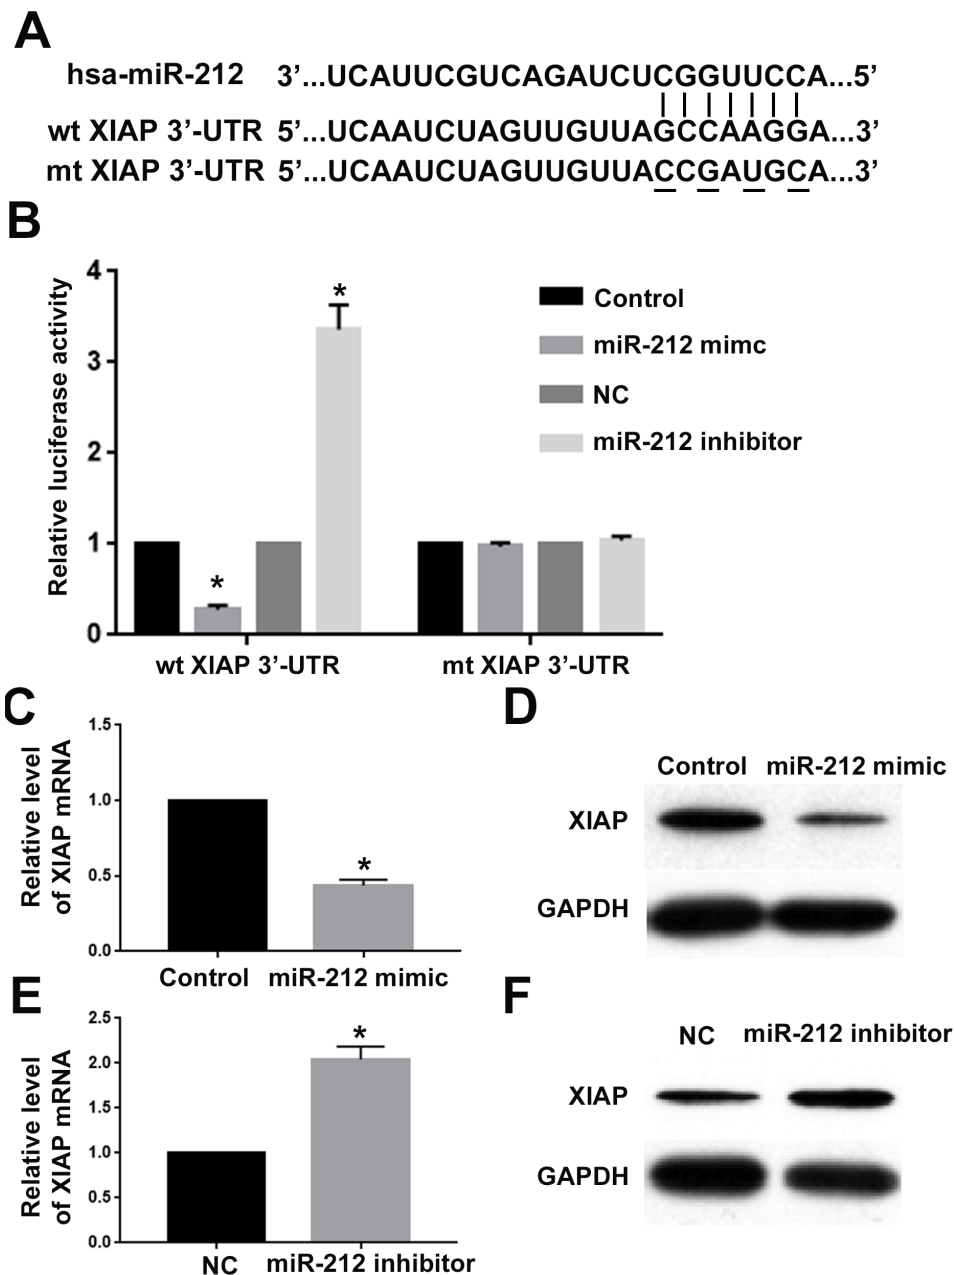 A
hsa-miR-212 3’...UCAUUCGUCAGAUCUCGGUUCCA...5’
wt XIAP 3’-UTR 5’...UCAAUCUAGUUGUUAGCCAAGGA...3’
mt XIAP 3’-UTR 5’...UCAAUCUAGUUGUUACCGAUGCA...3’
B
Relative luciferase activity
4
3
2
1
0
*
*
Control
miR-212 mimc
NC
miR-212 inhibitor
wt XIAP 3’-UTR
mt XIAP 3’-UTR
C
Relative level
of XIAP mRNA
1.5
1.0
0.5
0.0
*
Control
miR-212 mimic
D
Control miR-212 mimic
XIAP
GAPDH
E
Relative level
of XIAP mRNA
2.5
2.0
1.5
1.0
0.5
0.0
*
NC
miR-212 inhibitor
F
NC miR-212 inhibitor
XIAP
GAPDH